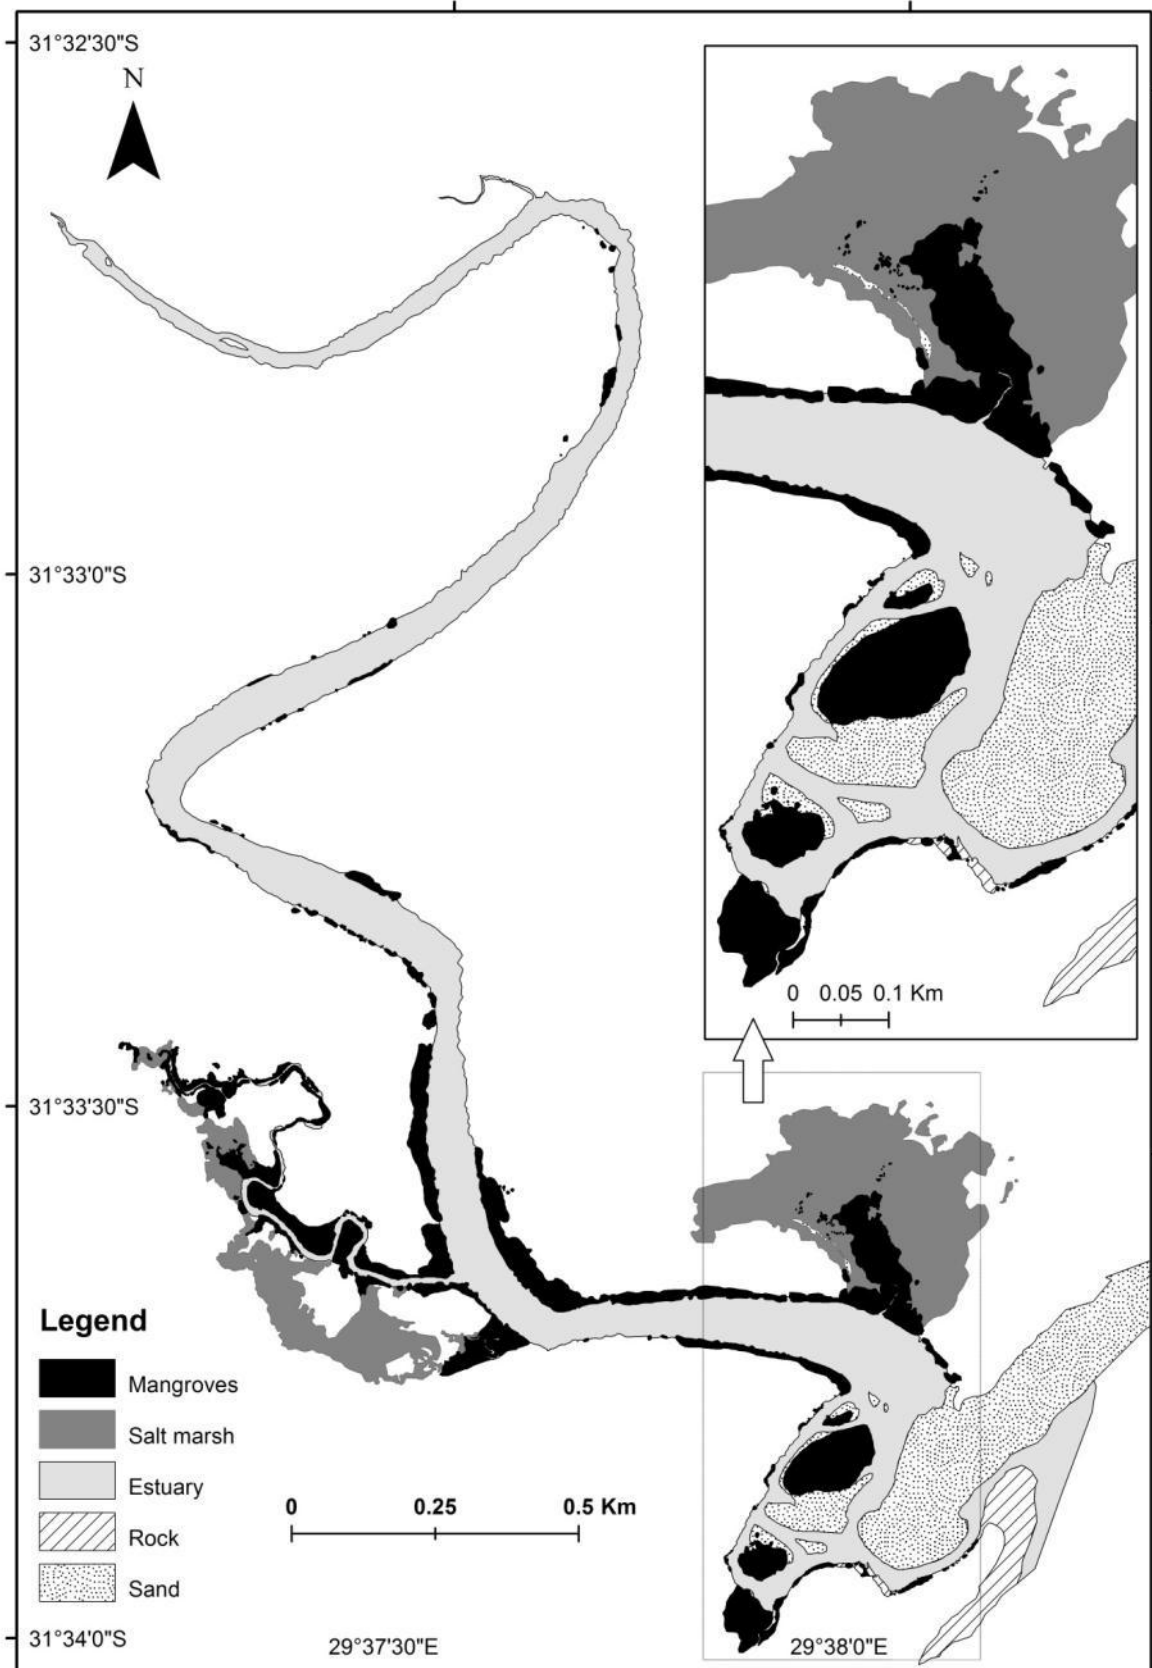 31°32'30"S
N
31°33'0"S
0 0.05 0.1 Km
31°33'30"S
Legend
Mangroves
Salt marsh
Estuary
Rock
Sand
0 0.25 0.5 Km
31°34'0"S
29°37'30"E
29°38'0"E